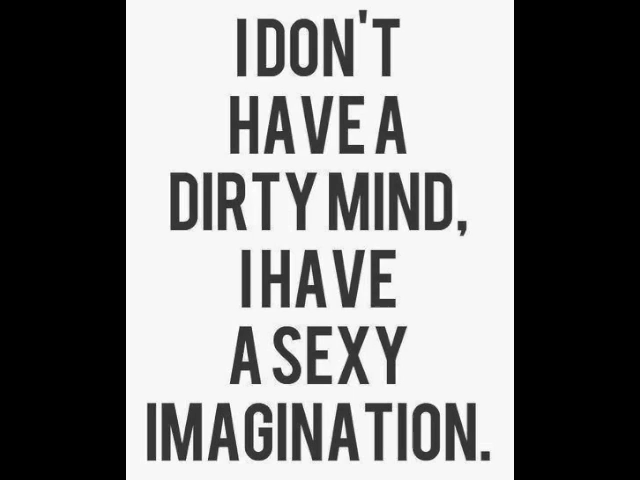 I DON'T
HAVE A
DIRTY MIND,
I HAVE
A SEXY
IMAGINATION.